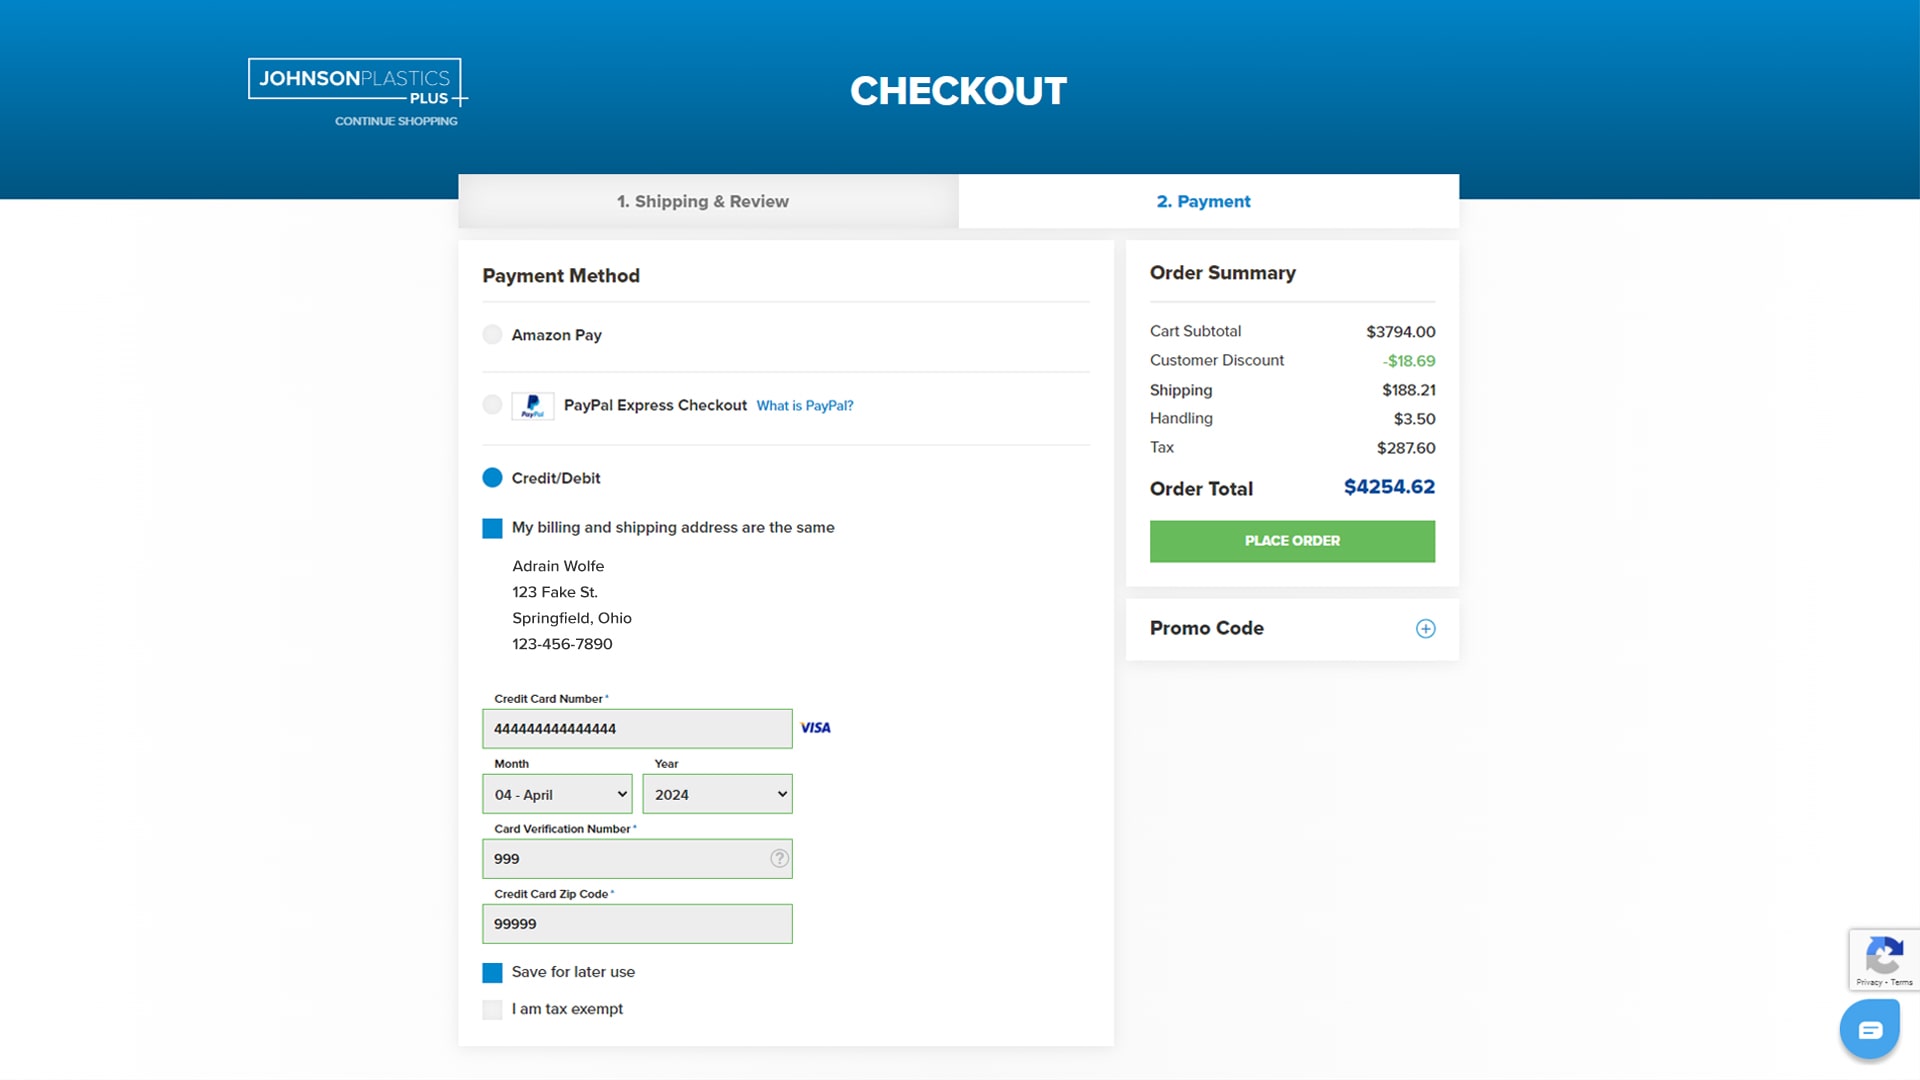 JOHNSONPLASTICS
PLUS
CONTINUE SHOPPING
CHECKOUT
1. Shipping & Review
2. Payment
Payment Method
Amazon Pay
PayPal
PayPal Express Checkout What is PayPal?
Credit/Debit
My billing and shipping address are the same
Adrain Wolfe
123 Fake St.
Springfield, Ohio
123-456-7890
Credit Card Number*
444444444444444
VISA
Month Year
04 - April 2024
Card Verification Number*
999
?
Credit Card Zip Code*
99999
Save for later use
I am tax exempt
Order Summary
Cart Subtotal $3794.00
Customer Discount -$18.69
Shipping $188.21
Handling $3.50
Tax $287.60
Order Total $4254.62
PLACE ORDER
Promo Code
Privacy - Terms